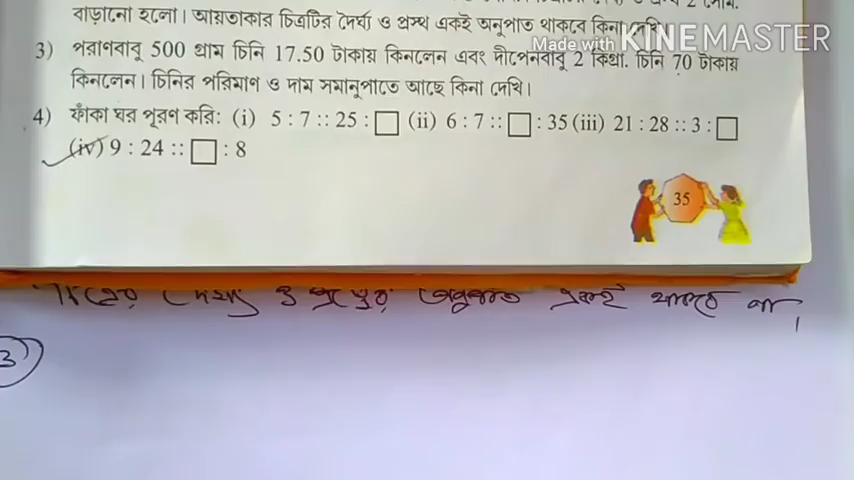 বাড়ানো হলো। আয়তাকার চিত্রটির দৈর্ঘ্য ও প্রস্থ একই অনুপাতে থাকবে কিনা দেখি।
Made with KINEMASTER
3) পরাণবাবু 500 গ্রাম চিনি 17.50 টাকায় কিনলেন এবং দীপেনবাবু 2 কিগ্রা. চিনি 70 টাকায়
কিনলেন। চিনির পরিমাণ ও দাম সমানুপাতে আছে কিনা দেখি।
4) ফাঁকা ঘর পূরণ করি: (i) 5 : 7 :: 25 : □ (ii) 6 : 7 :: □ : 35 (iii) 21 : 28 :: 3 : □
(iv) 9 : 24 :: □ : 8
35
দৈর্ঘ্য ও প্রস্থের অনুপাত একই থাকবে না।
3)